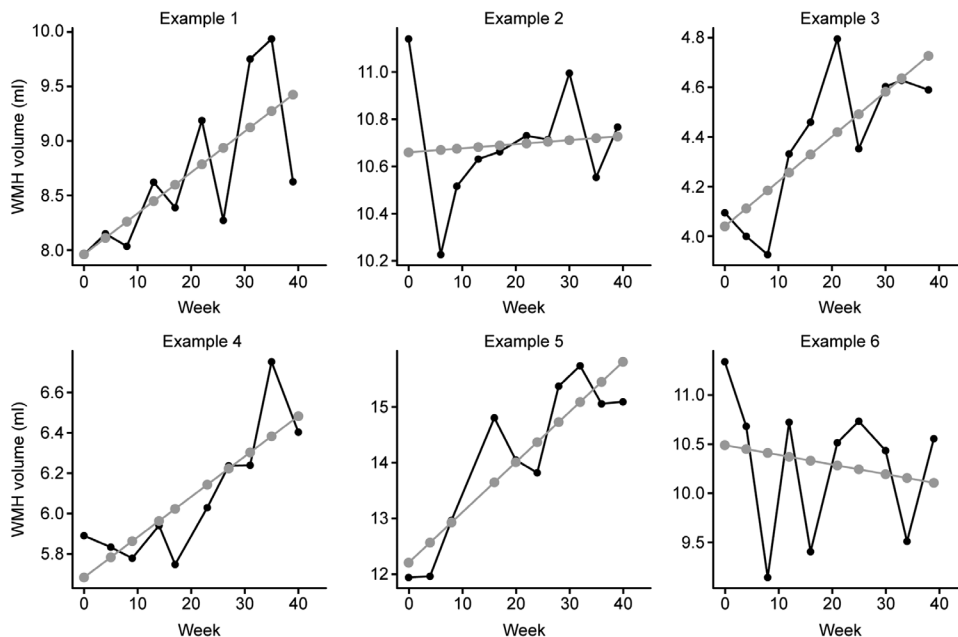 Example 1
Example 2
Example 3
WMH volume (ml)
10.0
9.5
9.0
8.5
8.0
11.0
10.8
10.6
10.4
10.2
4.8
4.6
4.4
4.2
4.0
0 10 20 30 40
0 10 20 30 40
0 10 20 30 40
Week
Week
Week
Example 4
Example 5
Example 6
WMH volume (ml)
6.6
6.4
6.2
6.0
5.8
15
14
13
12
11.0
10.5
10.0
9.5
0 10 20 30 40
0 10 20 30 40
0 10 20 30 40
Week
Week
Week